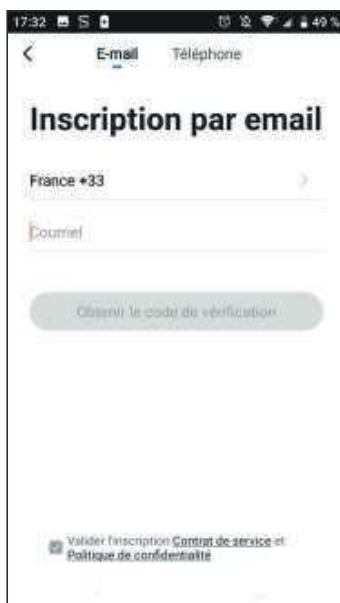 17:32 49 %
E-mail Téléphone
Inscription par email
France +33
Courriel
Obtenir le code de vérification
Valider l'inscription Contrat de service et
Politique de confidentialité